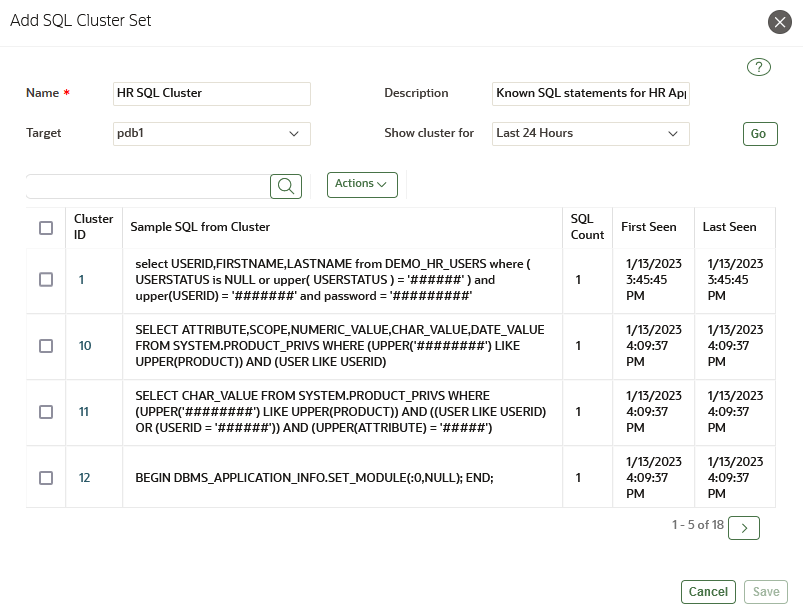 Add SQL Cluster Set
?
Name * HR SQL Cluster Description Known SQL statements for HR Ap
Target pdb1 Show cluster for Last 24 Hours Go
Actions
Cluster ID Sample SQL from Cluster SQL Count First Seen Last Seen
1
select USERID,FIRSTNAME,LASTNAME from DEMO_HR_USERS where (
USERSTATUS is NULL or upper( USERSTATUS ) = '######' ) and
upper(USERID) = '#######' and password = '#########'
1
1/13/2023
3:45:45
PM
1/13/2023
3:45:45
PM
10
SELECT ATTRIBUTE,SCOPE,NUMERIC_VALUE,CHAR_VALUE,DATE_VALUE
FROM SYSTEM.PRODUCT_PRIVS WHERE (UPPER('########') LIKE
UPPER(PRODUCT)) AND (USER LIKE USERID)
1
1/13/2023
4:09:37
PM
1/13/2023
4:09:37
PM
11
SELECT CHAR_VALUE FROM SYSTEM.PRODUCT_PRIVS WHERE
(UPPER('########') LIKE UPPER(PRODUCT)) AND ((USER LIKE USERID)
OR (USERID = '######')) AND (UPPER(ATTRIBUTE) = '#####')
1
1/13/2023
4:09:37
PM
1/13/2023
4:09:37
PM
12
BEGIN DBMS_APPLICATION_INFO.SET_MODULE(:0,NULL); END;
1
1/13/2023
4:09:37
PM
1/13/2023
4:09:37
PM
1 - 5 of 18
Cancel Save